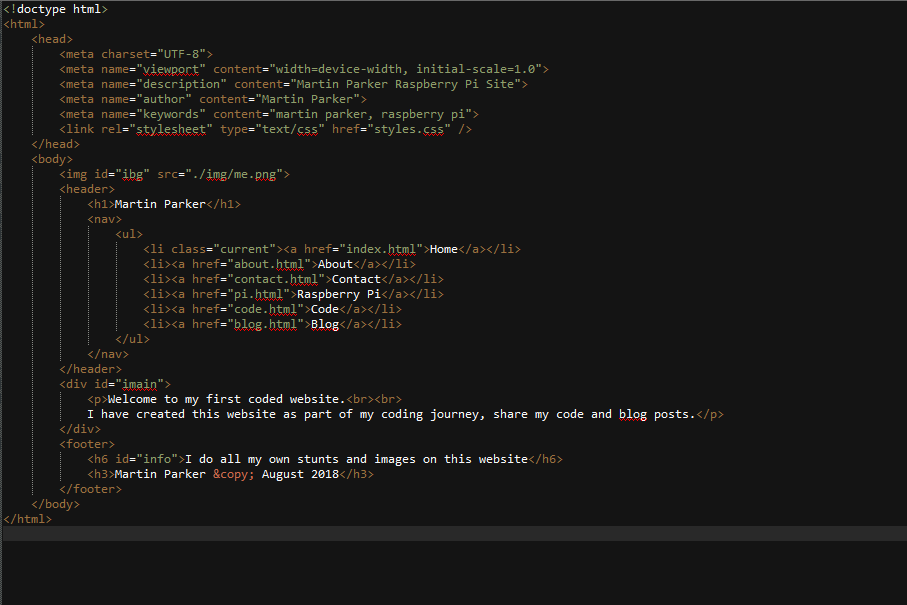 <!doctype html>
<html>
    <head>
        <meta charset="UTF-8">
        <meta name="viewport" content="width=device-width, initial-scale=1.0">
        <meta name="description" content="Martin Parker Raspberry Pi Site">
        <meta name="author" content="Martin Parker">
        <meta name="keywords" content="martin parker, raspberry pi">
        <link rel="stylesheet" type="text/css" href="styles.css" />
    </head>
    <body>
        <img id="ibg" src="./img/me.png">
        <header>
            <h1>Martin Parker</h1>
            <nav>
                <ul>
                    <li class="current"><a href="index.html">Home</a></li>
                    <li><a href="about.html">About</a></li>
                    <li><a href="contact.html">Contact</a></li>
                    <li><a href="pi.html">Raspberry Pi</a></li>
                    <li><a href="code.html">Code</a></li>
                    <li><a href="blog.html">Blog</a></li>
                </ul>
            </nav>
        </header>
        <div id="imain">
            <p>Welcome to my first coded website.<br><br>
            I have created this website as part of my coding journey, share my code and blog posts.</p>
        </div>
        <footer>
            <h6 id="info">I do all my own stunts and images on this website</h6>
            <h3>Martin Parker &copy; August 2018</h3>
        </footer>
    </body>
</html>